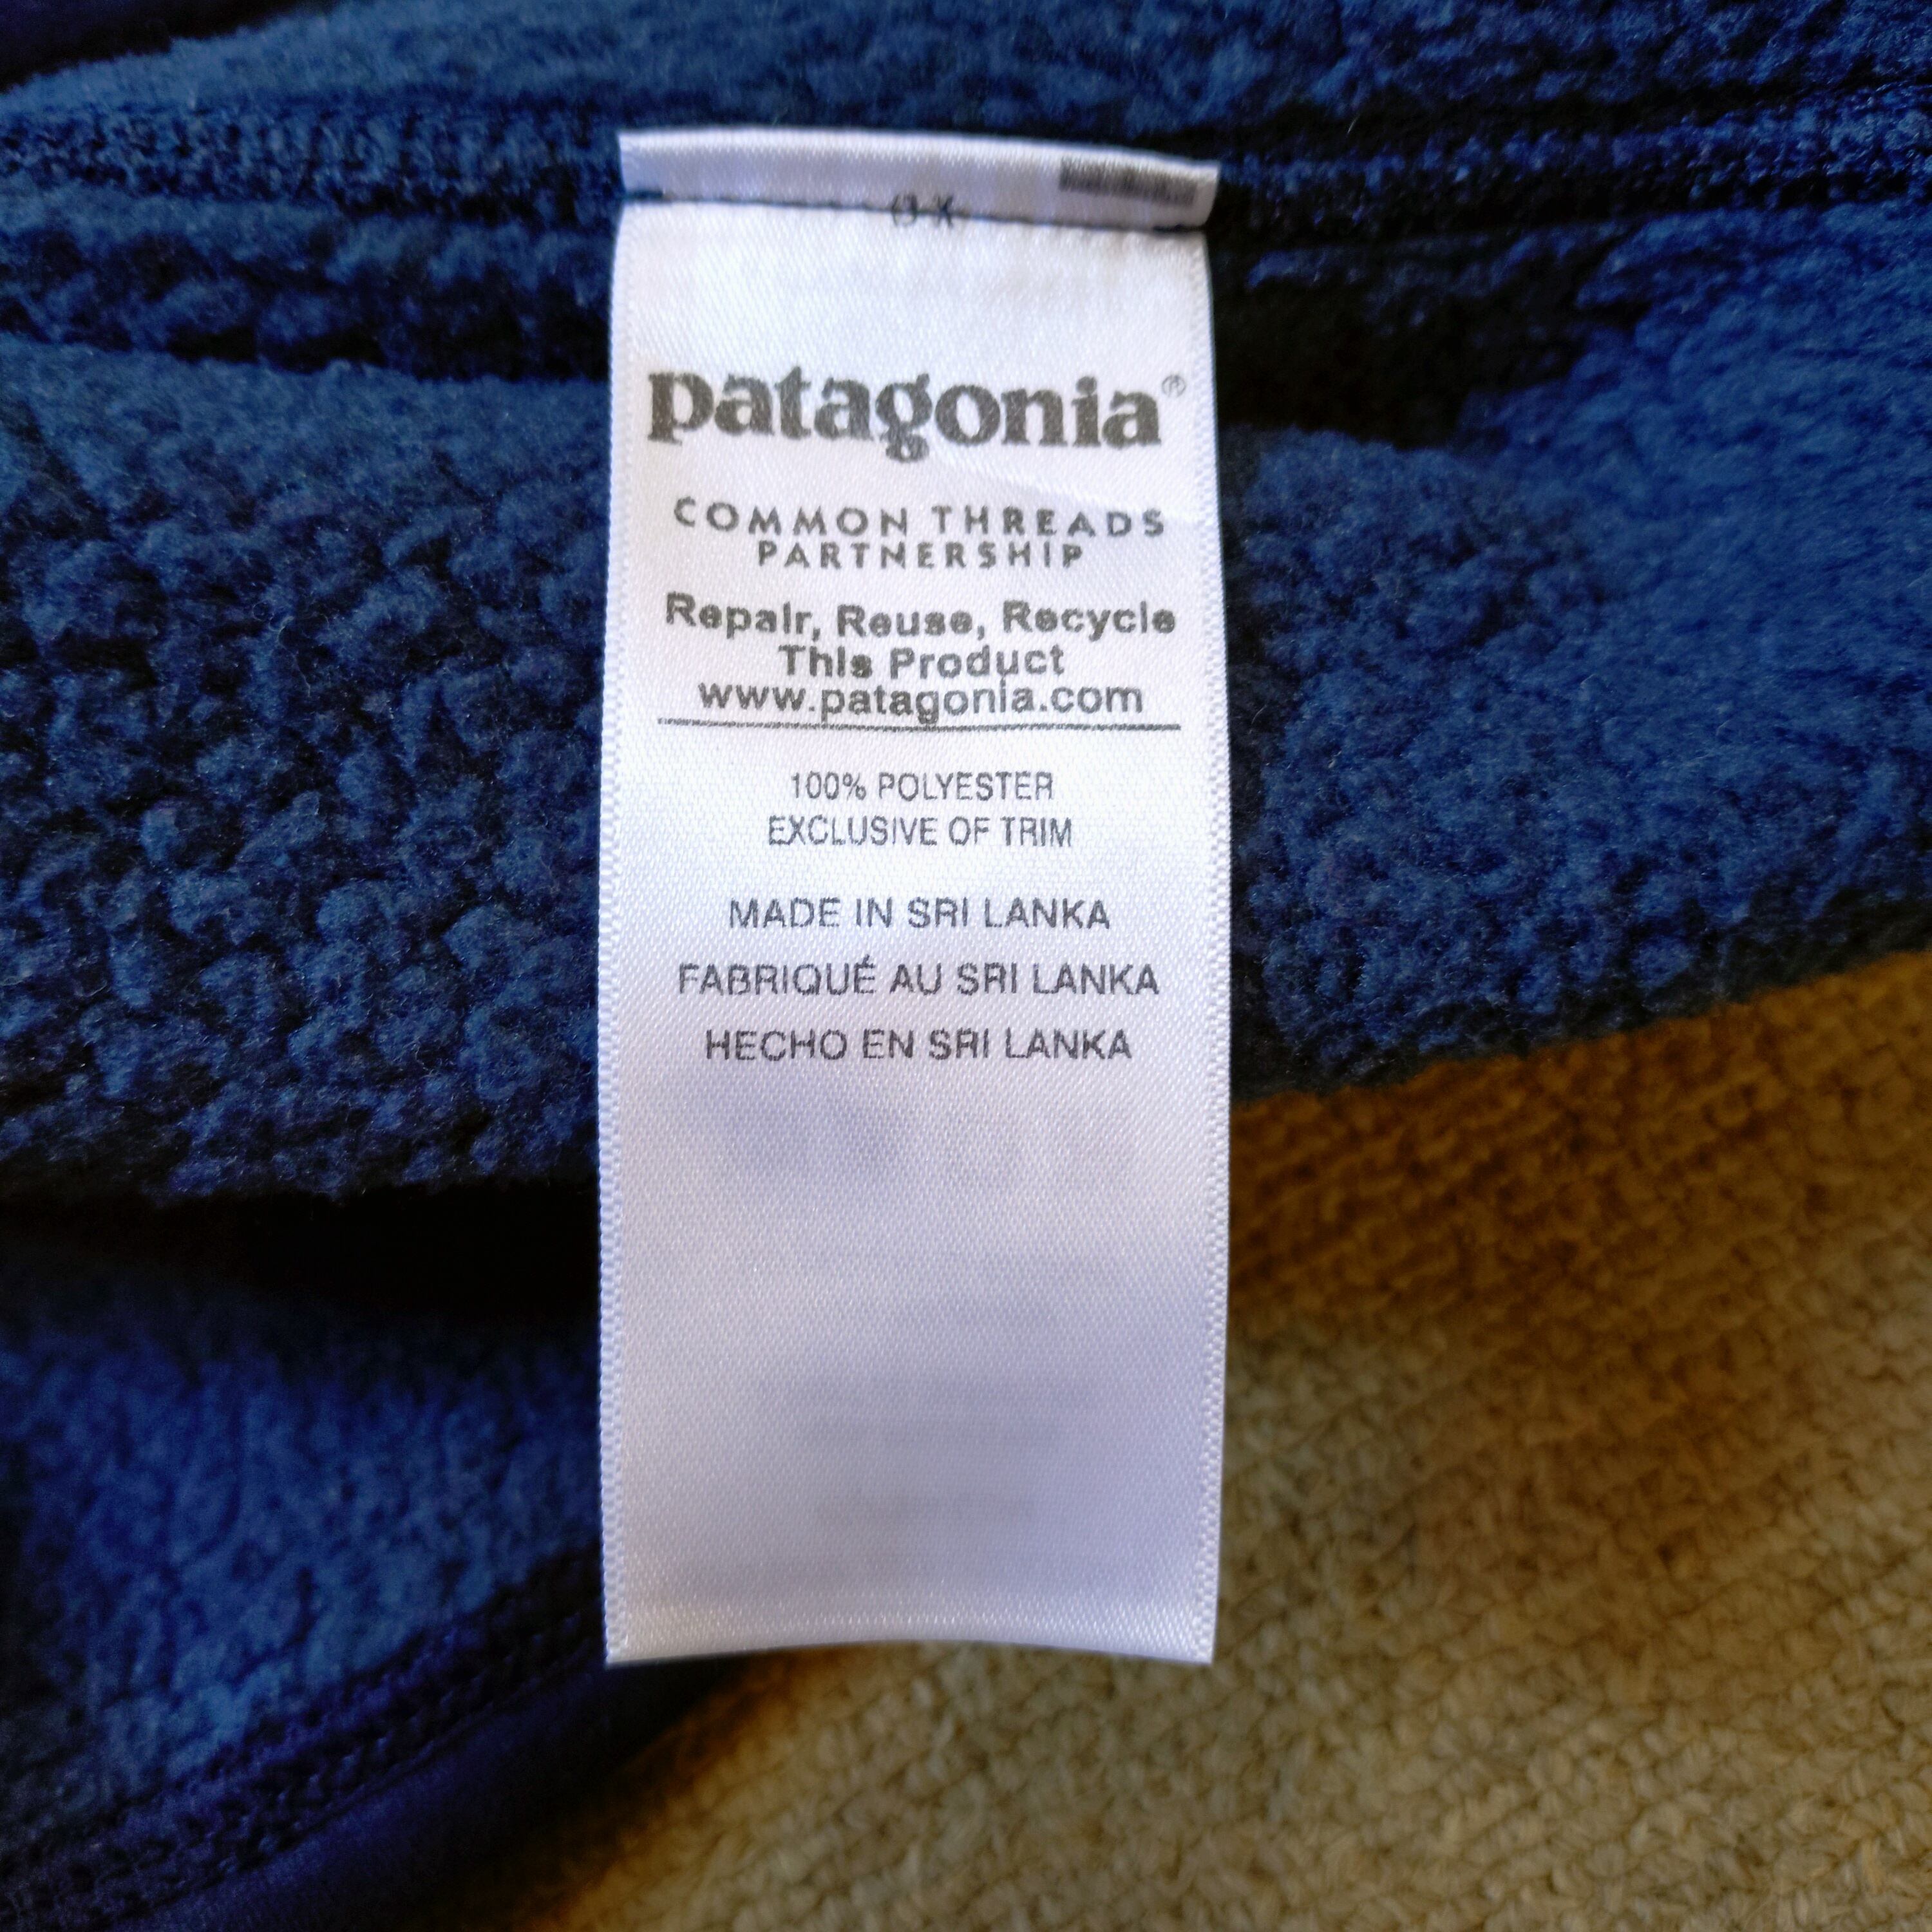 patagonia®
COMMON THREADS
PARTNERSHIP
Repair, Reuse, Recycle
This Product
www.patagonia.com
100% POLYESTER
EXCLUSIVE OF TRIM
MADE IN SRI LANKA
FABRIQUÉ AU SRI LANKA
HECHO EN SRI LANKA